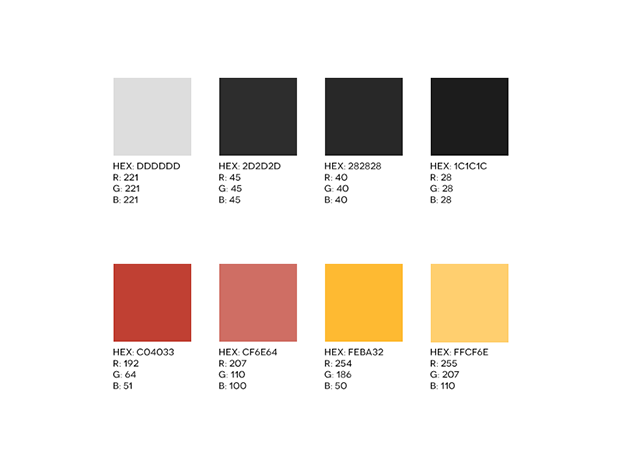 HEX: DDDDDD
R: 221
G: 221
B: 221
HEX: 2D2D2D
R: 45
G: 45
B: 45
HEX: 282828
R: 40
G: 40
B: 40
HEX: 1C1C1C
R: 28
G: 28
B: 28
HEX: C04033
R: 192
G: 64
B: 51
HEX: CF6E64
R: 207
G: 110
B: 100
HEX: FEBA32
R: 254
G: 186
B: 50
HEX: FFCF6E
R: 255
G: 207
B: 110